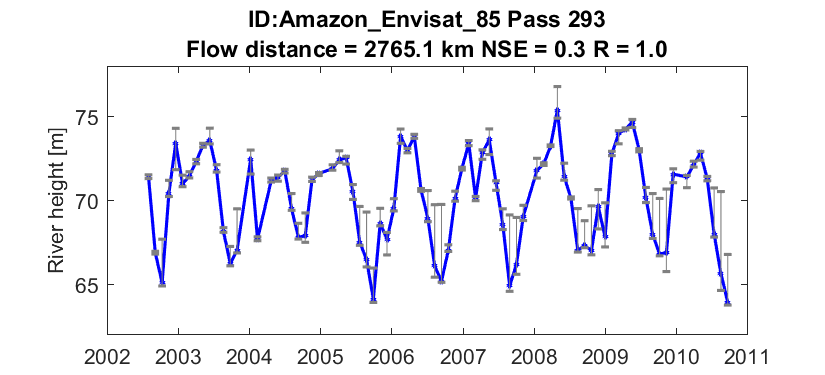 ID:Amazon_Envisat_85 Pass 293
Flow distance = 2765.1 km NSE = 0.3 R = 1.0
75
70
65
River height [m]
2002 2003 2004 2005 2006 2007 2008 2009 2010 2011